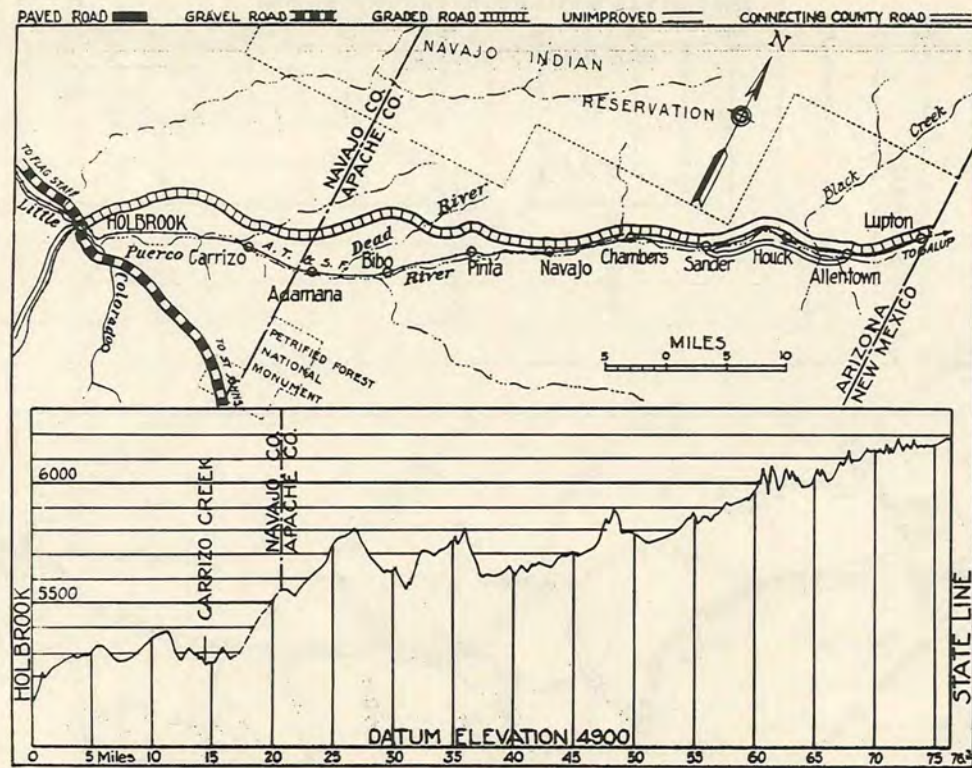 PAVED ROAD GRAVEL ROAD GRADED ROAD UNIMPROVED CONNECTING COUNTY ROAD
NAVAJO INDIAN
RESERVATION
N
NAVAJO CO.
APACHE CO.
Black Creek
TO FLAG STAFF
Little
HOLBROOK
Puerco
Carrizo
A. T. & S. F.
Dead River
Bibo
River
Adamana
Pinta
Navajo
Chambers
Sander
Houck
Allentown
Lupton
TO GALUP
Colorado
TO ST. JOHNS
PETRIFIED FOREST
NATIONAL
MONUMENT
MILES
5 0 5 10
ARIZONA
NEW MEXICO
6000
5500
HOLBROOK
CARRIZO CREEK
NAVAJO CO.
APACHE CO.
STATE LINE
DATUM ELEVATION 4900
0 5 Miles 10 15 20 25 30 35 40 45 50 55 60 65 70 75